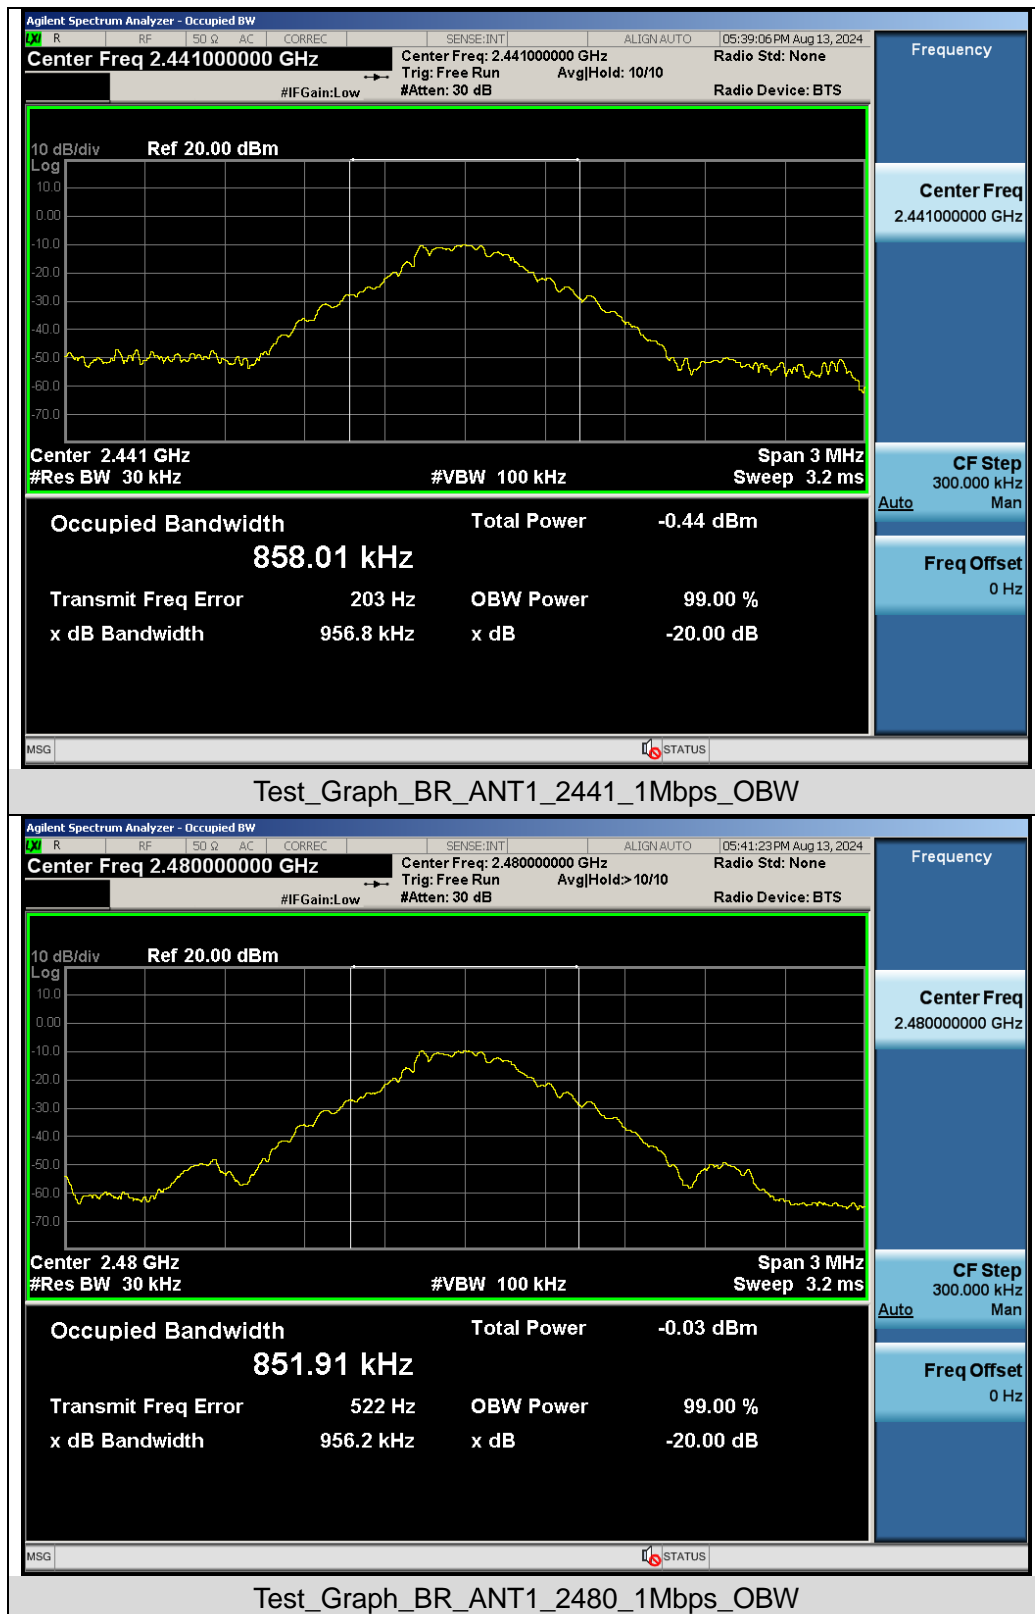 Agilent Spectrum Analyzer - Occupied BW
LXI R RF 50 Ω AC CORREC SENSE:INT ALIGN AUTO 05:39:06 PM Aug 13, 2024
Center Freq 2.441000000 GHz Center Freq: 2.441000000 GHz Radio Std: None
Trig: Free Run Avg|Hold: 10/10
#IFGain:Low #Atten: 30 dB Radio Device: BTS
Frequency
10 dB/div Ref 20.00 dBm
Log
10.0
0.00
-10.0
-20.0
-30.0
-40.0
-50.0
-60.0
-70.0
Center 2.441 GHz Span 3 MHz
#Res BW 30 kHz #VBW 100 kHz Sweep 3.2 ms
Center Freq
2.441000000 GHz
CF Step
300.000 kHz
Auto Man
Freq Offset
0 Hz
Occupied Bandwidth Total Power -0.44 dBm
858.01 kHz
Transmit Freq Error 203 Hz OBW Power 99.00 %
x dB Bandwidth 956.8 kHz x dB -20.00 dB
MSG STATUS
Test_Graph_BR_ANT1_2441_1Mbps_OBW
Agilent Spectrum Analyzer - Occupied BW
LXI R RF 50 Ω AC CORREC SENSE:INT ALIGN AUTO 05:41:23 PM Aug 13, 2024
Center Freq 2.480000000 GHz Center Freq: 2.480000000 GHz Radio Std: None
Trig: Free Run Avg|Hold:>10/10
#IFGain:Low #Atten: 30 dB Radio Device: BTS
Frequency
10 dB/div Ref 20.00 dBm
Log
10.0
0.00
-10.0
-20.0
-30.0
-40.0
-50.0
-60.0
-70.0
Center 2.48 GHz Span 3 MHz
#Res BW 30 kHz #VBW 100 kHz Sweep 3.2 ms
Center Freq
2.480000000 GHz
CF Step
300.000 kHz
Auto Man
Freq Offset
0 Hz
Occupied Bandwidth Total Power -0.03 dBm
851.91 kHz
Transmit Freq Error 522 Hz OBW Power 99.00 %
x dB Bandwidth 956.2 kHz x dB -20.00 dB
MSG STATUS
Test_Graph_BR_ANT1_2480_1Mbps_OBW